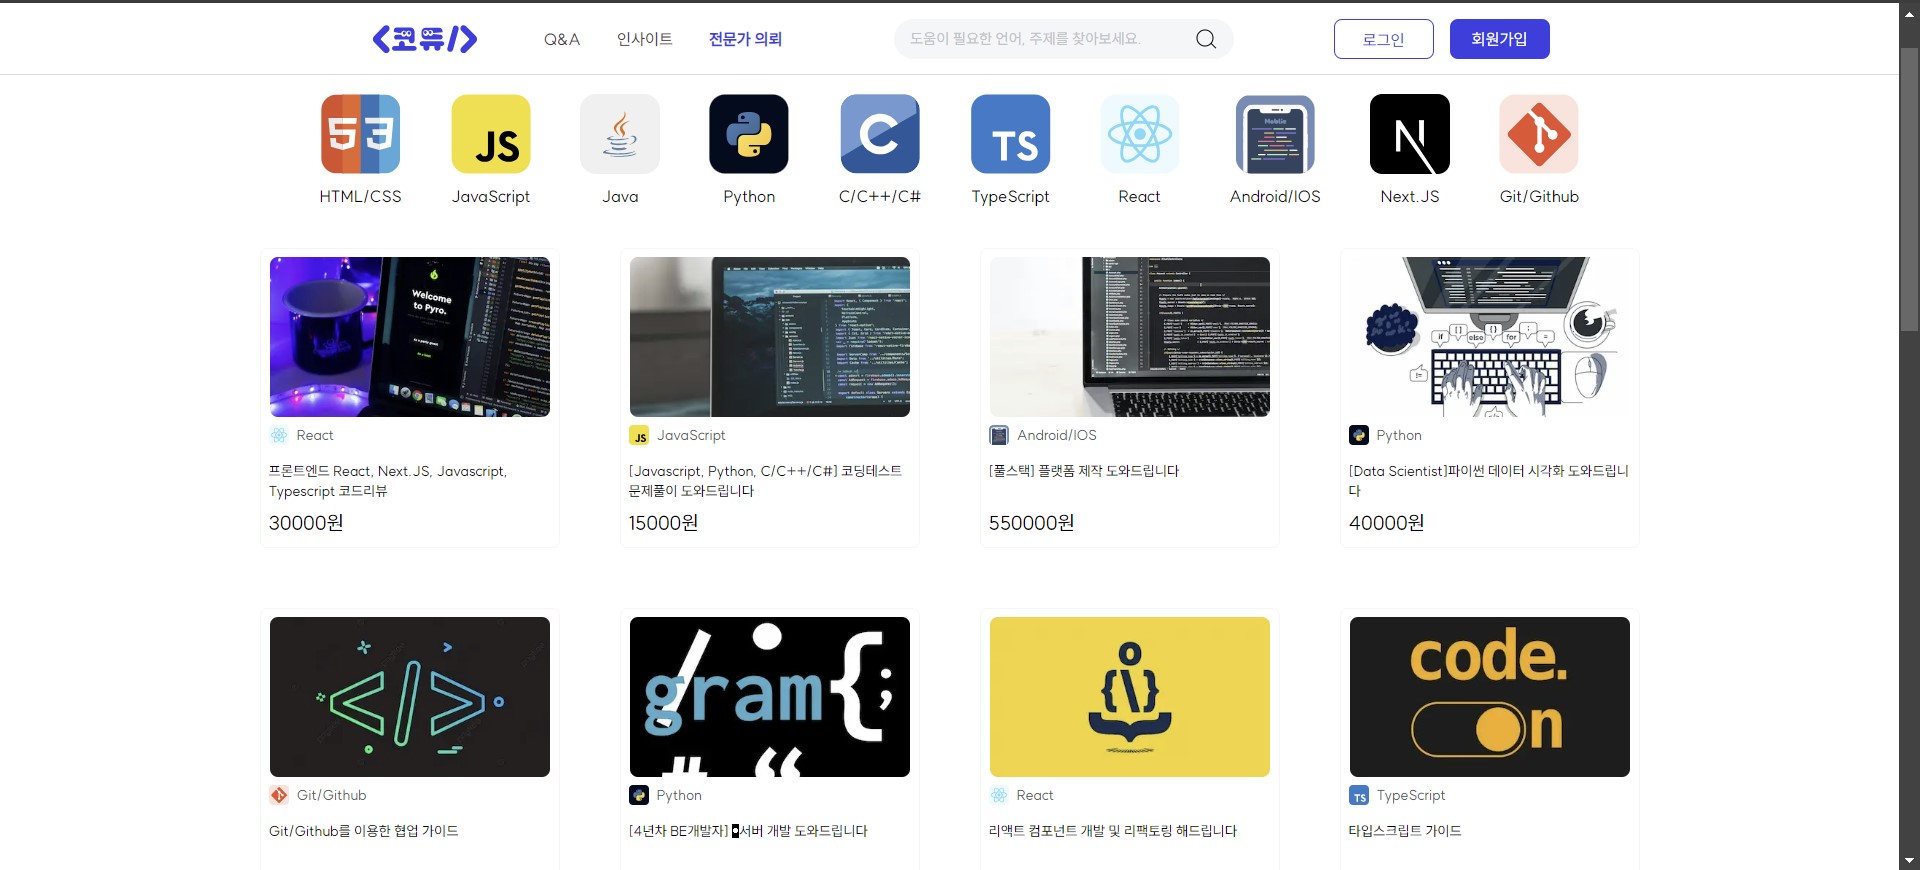 <코듀/>
Q&A
인사이트
전문가 의뢰
도움이 필요한 언어, 주제를 찾아보세요.
로그인
회원가입
HTML/CSS
JavaScript
Java
Python
C/C++/C#
TypeScript
React
Android/IOS
Next.JS
Git/Github
Welcome
to Pyro.
React
프론트엔드 React, Next.JS, Javascript,
Typescript 코드리뷰
30000원
JavaScript
[Javascript, Python, C/C++/C#] 코딩테스트
문제풀이 도와드립니다
15000원
Android/IOS
[풀스택] 플랫폼 제작 도와드립니다
550000원
if
else
for
Python
[Data Scientist]파이썬 데이터 시각화 도와드립니
다
40000원
Git/Github
Git/Github를 이용한 협업 가이드
/
gram{;
#
“
Python
[4년차 BE개발자] 서버 개발 도와드립니다
React
리액트 컴포넌트 개발 및 리팩토링 해드립니다
code.
n
TypeScript
타입스크립트 가이드